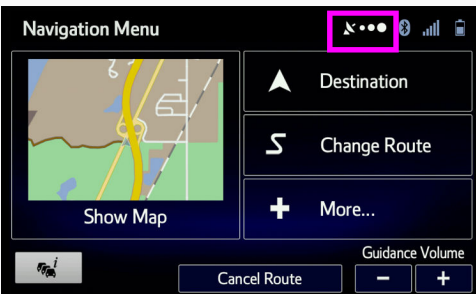 Navigation Menu
Destination
Change Route
More...
Show Map
i
Guidance Volume
Cancel Route
−
+